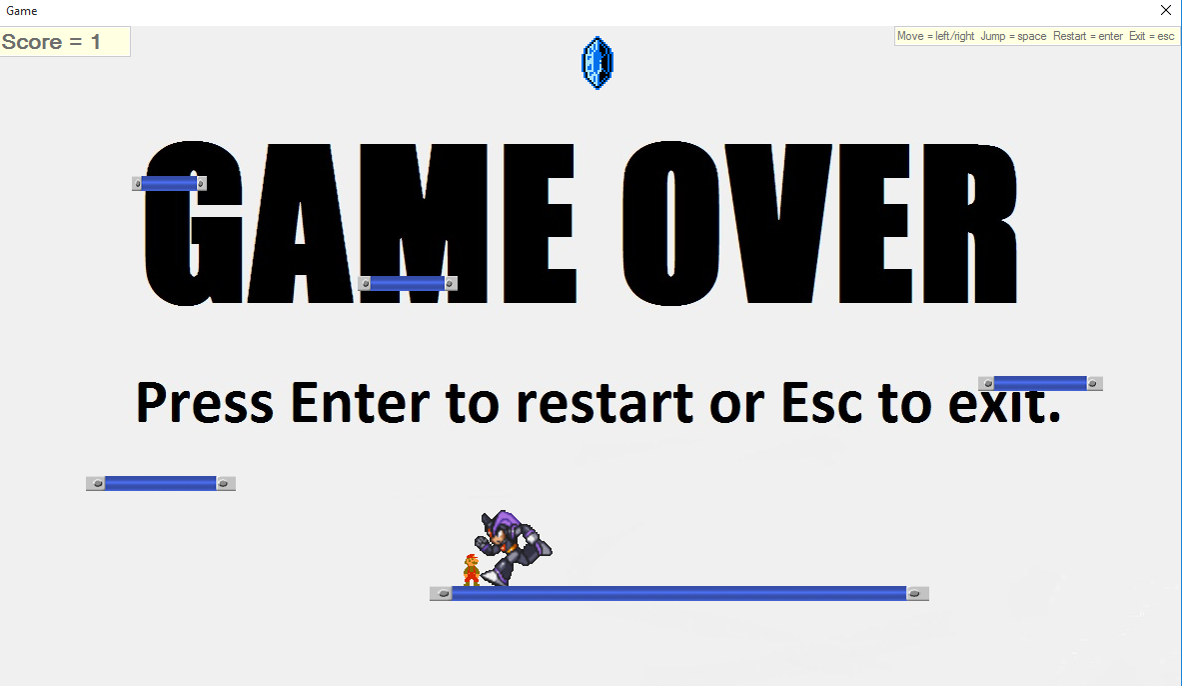 Game
Score = 1
Move = left/right  Jump = space  Restart = enter  Exit = esc
GAME OVER
Press Enter to restart or Esc to exit.